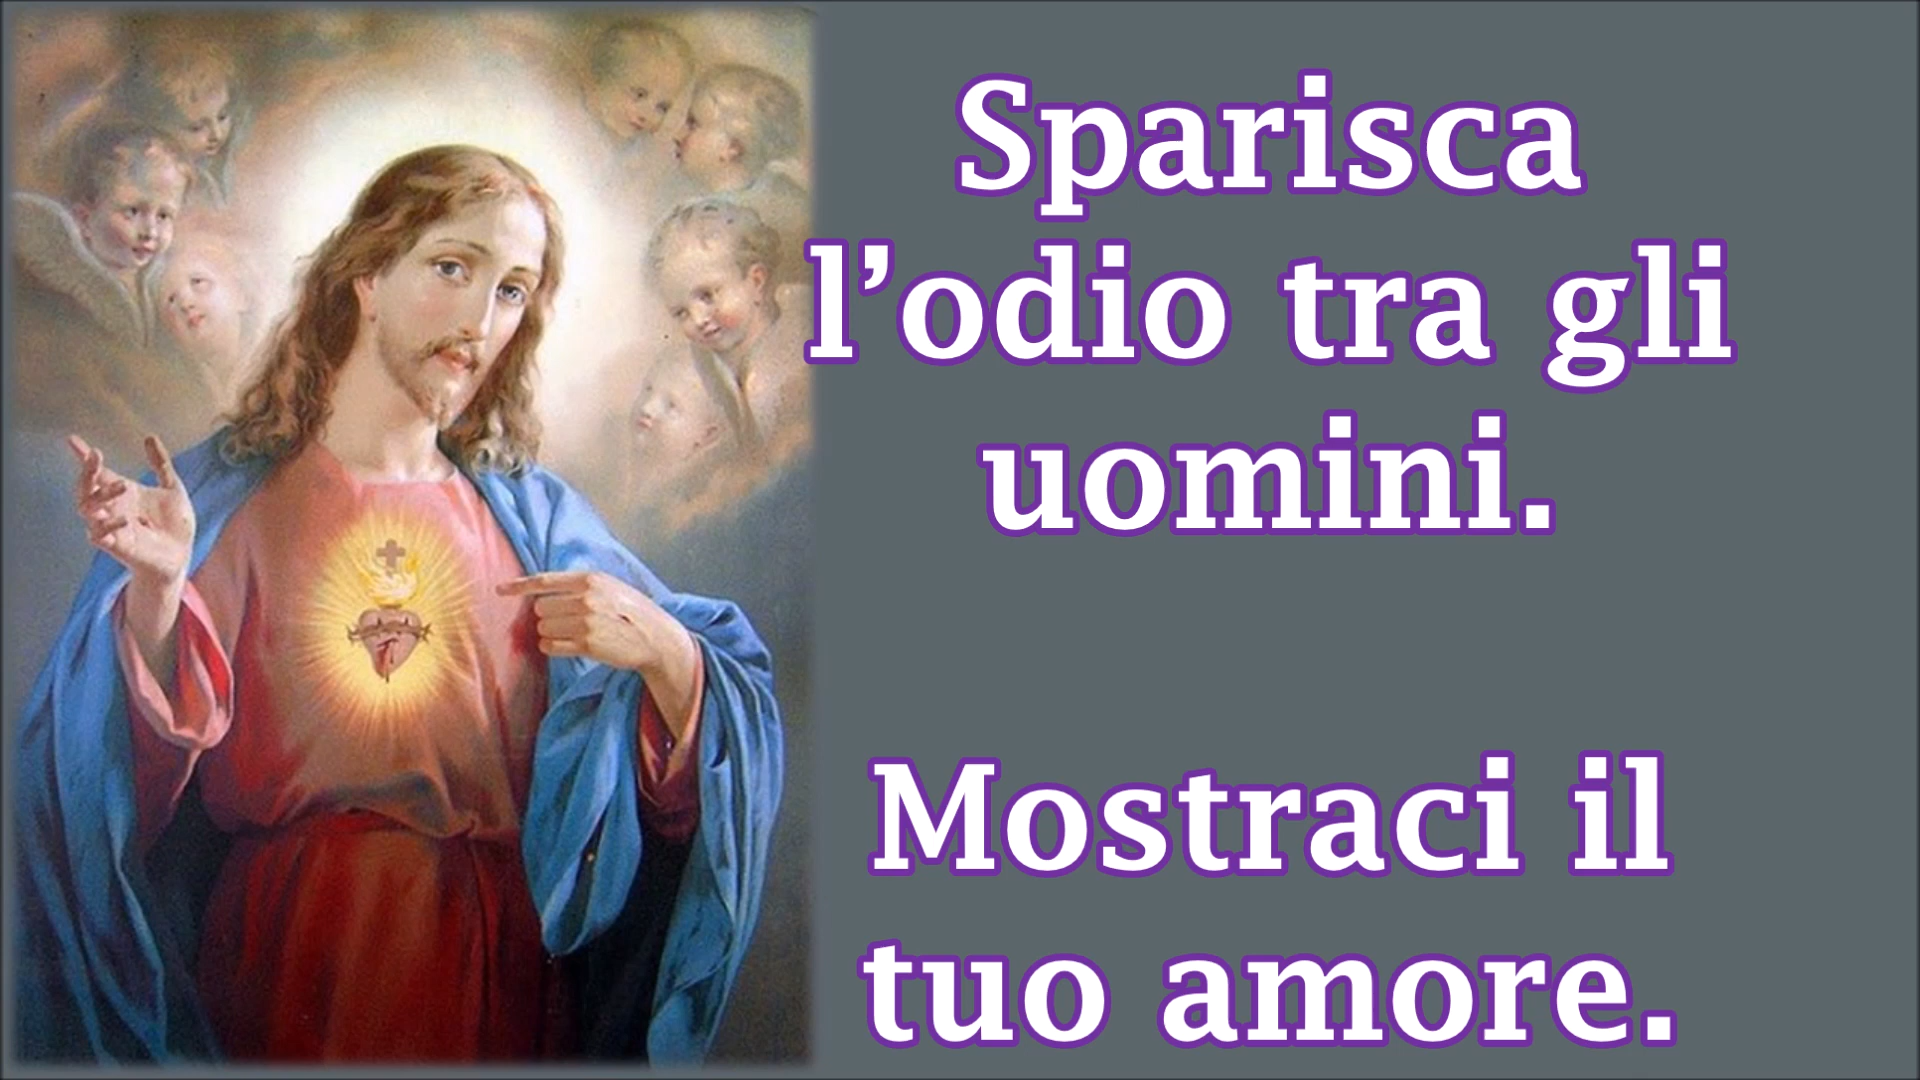 Sparisca
l’odio tra gli
uomini.
Mostraci il
tuo amore.